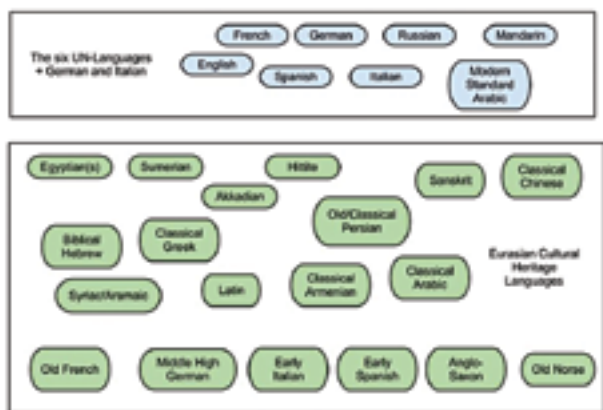 The six UN-Languages
+ German and Italian
French
German
Russian
Mandarin
English
Spanish
Italian
Modern
Standard
Arabic
Egyptian(s)
Sumerian
Hittite
Akkadian
Sanskrit
Classical
Chinese
Old/Classical
Persian
Biblical
Hebrew
Classical
Greek
Eurasian Cultural
Heritage
Languages
Syriac/Aramaic
Latin
Classical
Armenian
Classical
Arabic
Old French
Middle High
German
Early
Italian
Early
Spanish
Anglo-
Saxon
Old Norse